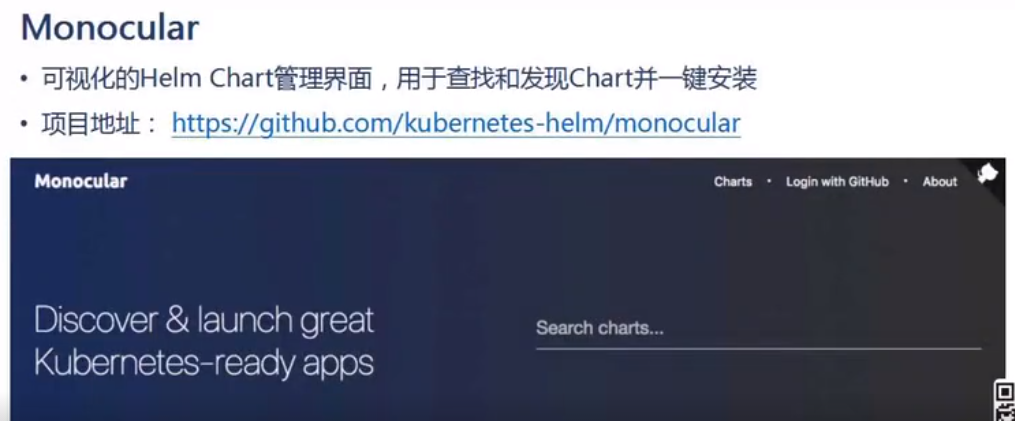 Monocular
• 可视化的Helm Chart管理界面，用于查找和发现Chart并一键安装
• 项目地址： https://github.com/kubernetes-helm/monocular
Monocular
Charts • Login with GitHub • About
Discover & launch great
Kubernetes-ready apps
Search charts...